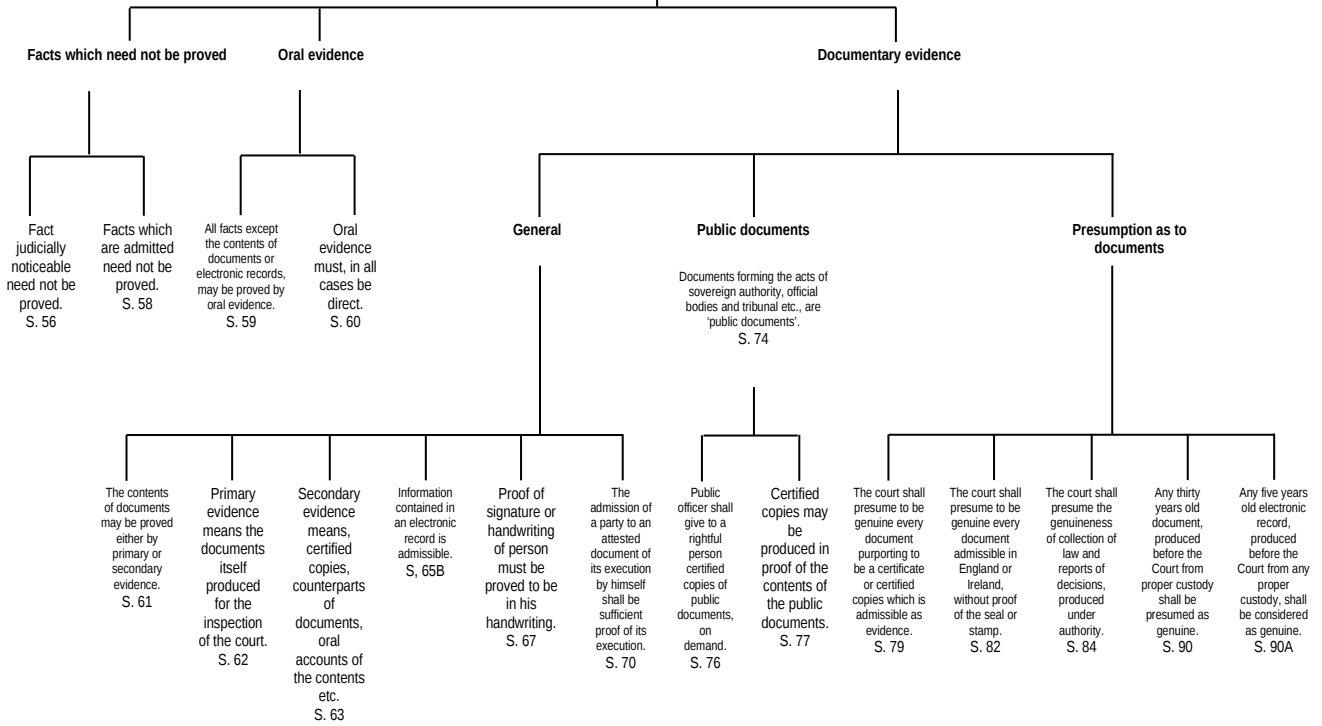 Facts which need not be proved
Oral evidence
Documentary evidence
Fact
judicially
noticeable
need not be
proved.
S. 56
Facts which
are admitted
need not be
proved.
S. 58
All facts except
the contents of
documents or
electronic records,
may be proved by
oral evidence.
S. 59
Oral
evidence
must, in all
cases be
direct.
S. 60
General
Public documents
Documents forming the acts of
sovereign authority, official
bodies and tribunal etc., are
‘public documents’.
S. 74
Presumption as to
documents
The contents
of documents
may be proved
either by
primary or
secondary
evidence.
S. 61
Primary
evidence
means the
documents
itself
produced
for the
inspection
of the court.
S. 62
Secondary
evidence
means,
certified
copies,
counterparts
of
documents,
oral
accounts of
the contents
etc.
S. 63
Information
contained in
an electronic
record is
admissible.
S, 65B
Proof of
signature or
handwriting
of person
must be
proved to be
in his
handwriting.
S. 67
The
admission of
a party to an
attested
document of
its execution
by himself
shall be
sufficient
proof of its
execution.
S. 70
Public
officer shall
give to a
rightful
person
certified
copies of
public
documents,
on
demand.
S. 76
Certified
copies may
be
produced in
proof of the
contents of
the public
documents.
S. 77
The court shall
presume to be
genuine every
document
purporting to
be a certificate
or certified
copies which is
admissible as
evidence.
S. 79
The court shall
presume to be
genuine every
document
admissible in
England or
Ireland,
without proof
of the seal or
stamp.
S. 82
The court shall
presume the
genuineness
of collection of
law and
reports of
decisions,
produced
under
authority.
S. 84
Any thirty
years old
document,
produced
before the
Court from
proper custody
shall be
presumed as
genuine.
S. 90
Any five years
old electronic
record,
produced
before the
Court from any
proper
custody, shall
be considered
as genuine.
S. 90A